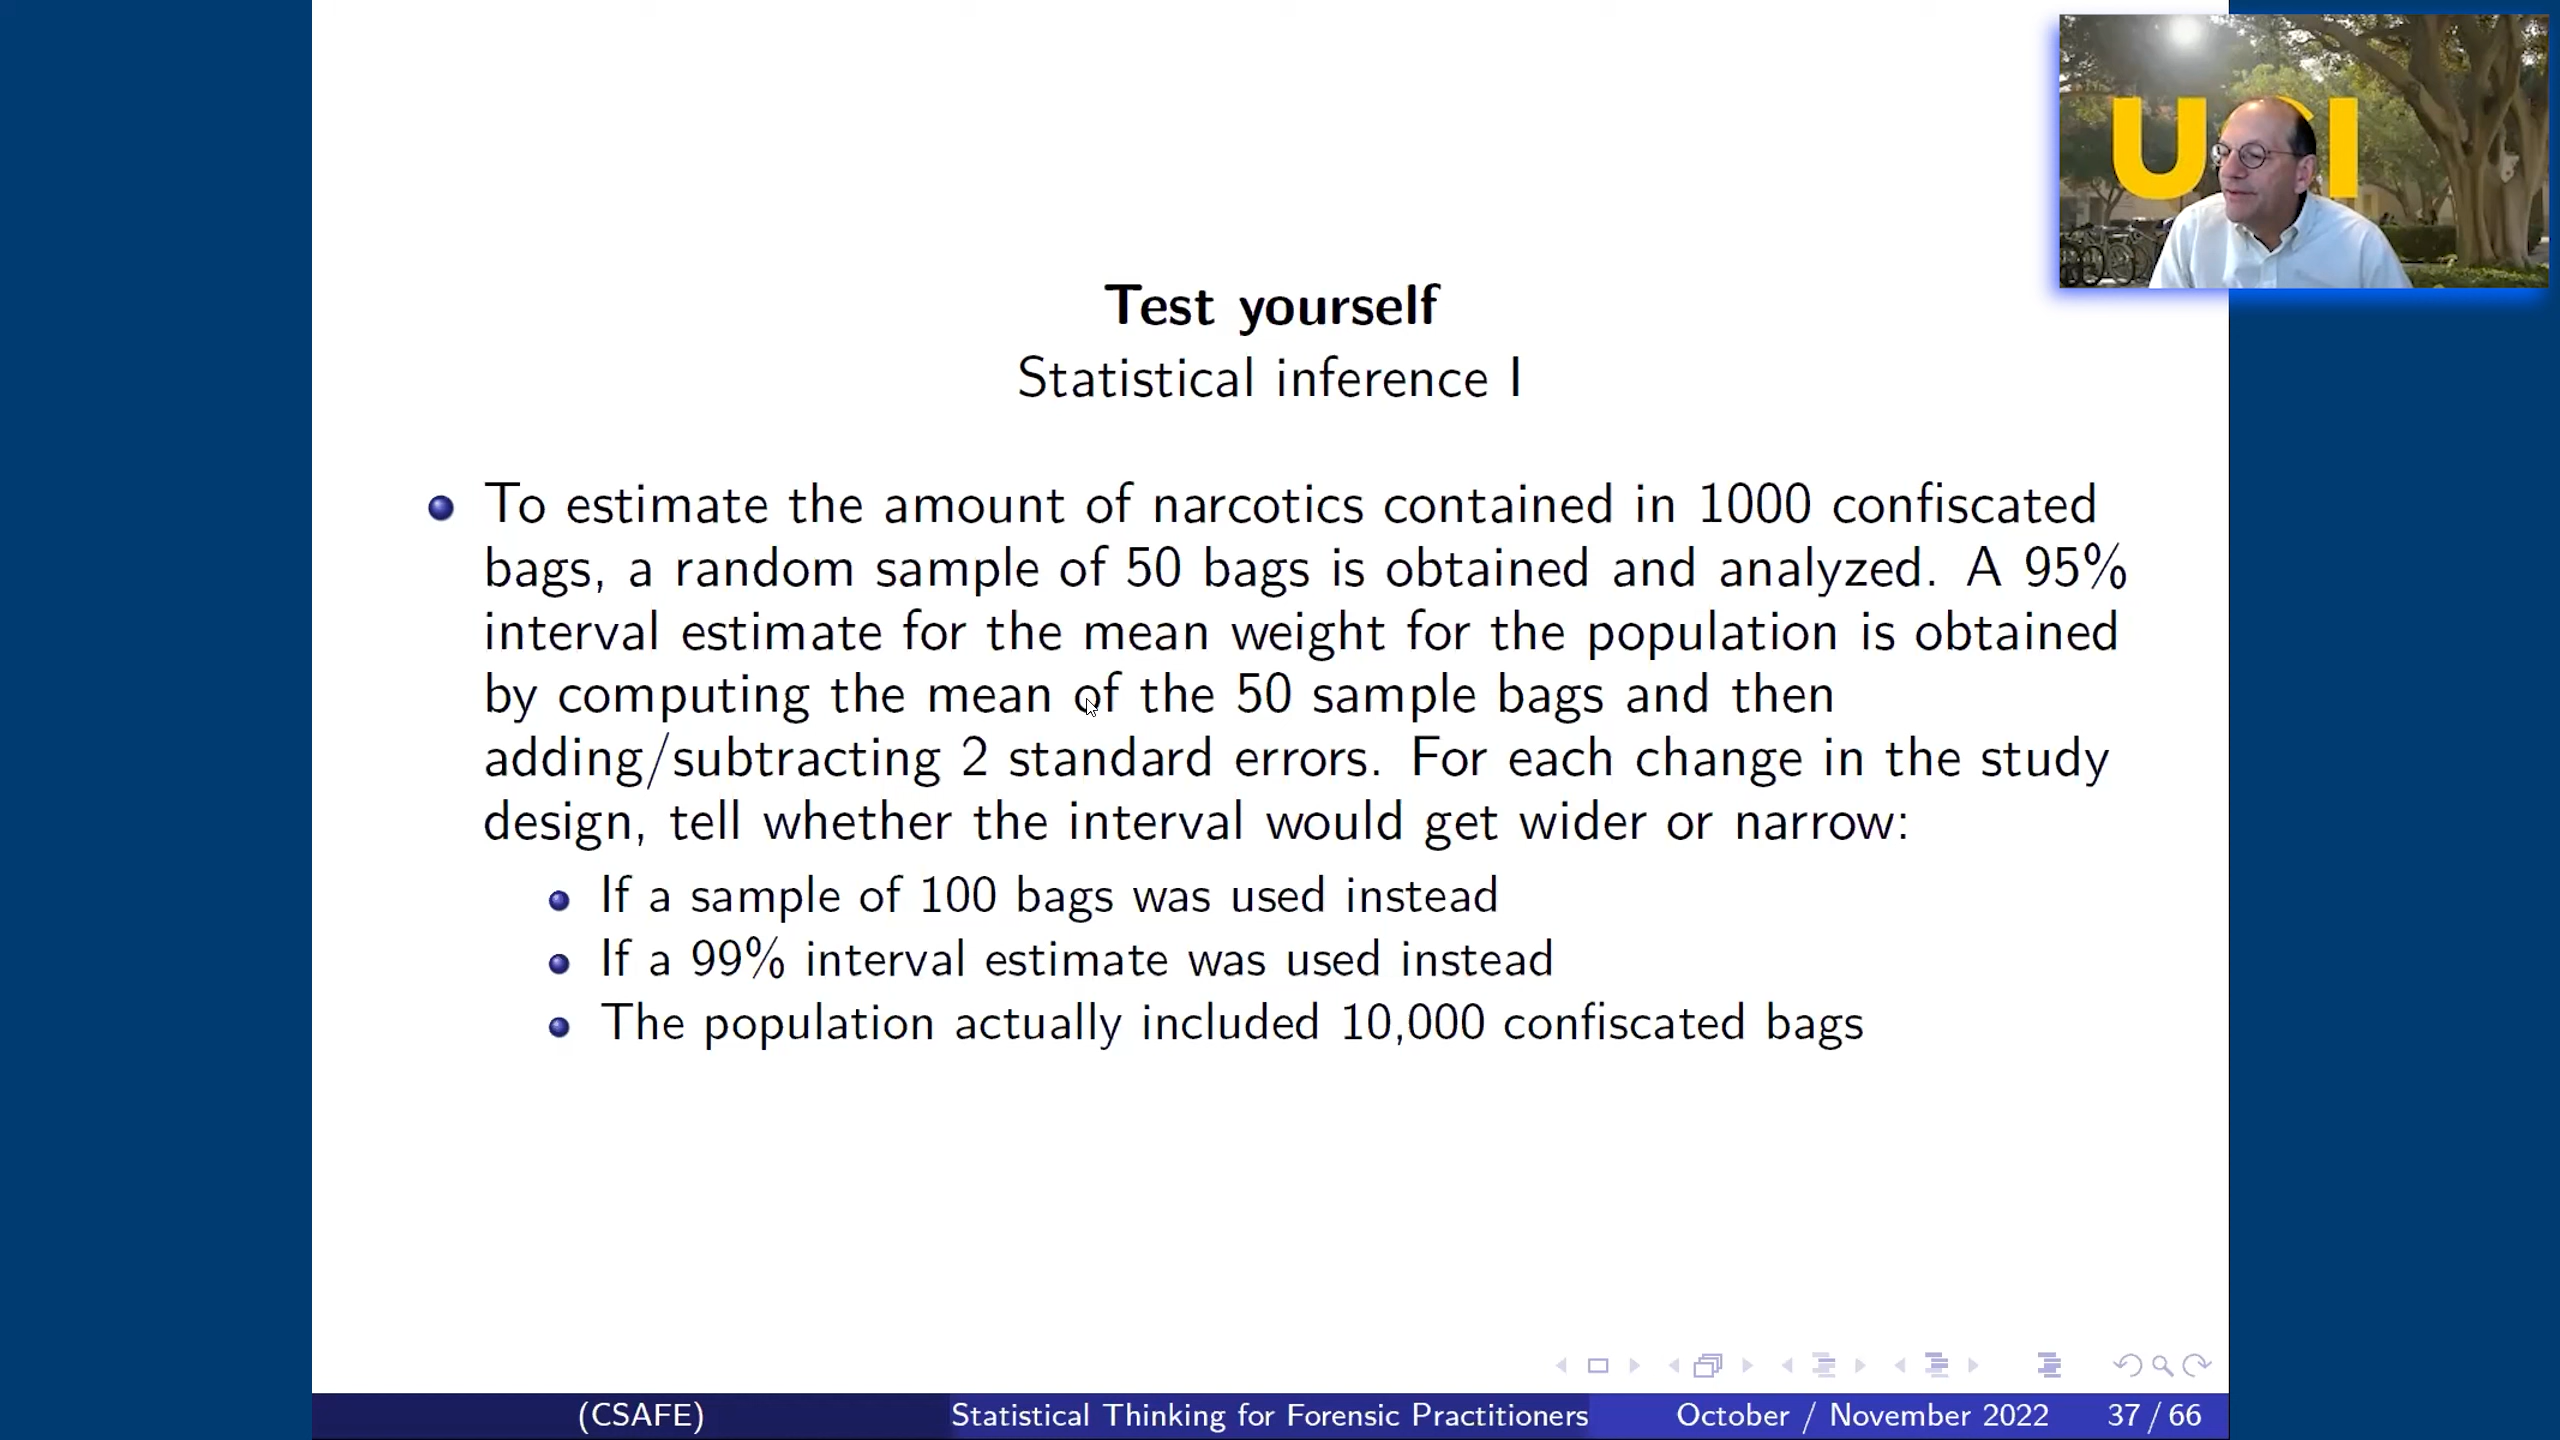 UCI
Test yourself
Statistical inference I
To estimate the amount of narcotics contained in 1000 confiscated
bags, a random sample of 50 bags is obtained and analyzed. A 95%
interval estimate for the mean weight for the population is obtained
by computing the mean of the 50 sample bags and then
adding/subtracting 2 standard errors. For each change in the study
design, tell whether the interval would get wider or narrow:
If a sample of 100 bags was used instead
If a 99% interval estimate was used instead
The population actually included 10,000 confiscated bags
(CSAFE) Statistical Thinking for Forensic Practitioners October / November 2022 37 / 66